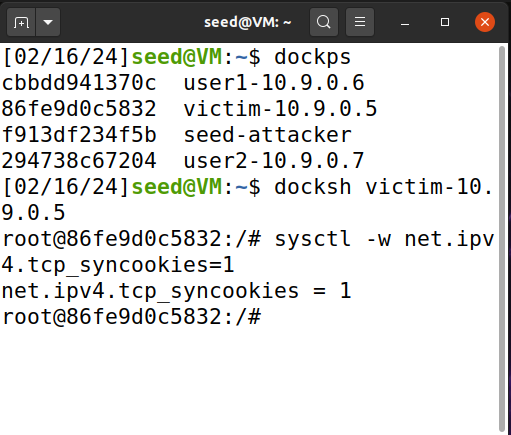 seed@VM: ~
[02/16/24]seed@VM:~$ dockps
cbbdd941370c  user1-10.9.0.6
86fe9d0c5832  victim-10.9.0.5
f913df234f5b  seed-attacker
294738c67204  user2-10.9.0.7
[02/16/24]seed@VM:~$ docksh victim-10.
9.0.5
root@86fe9d0c5832:/# sysctl -w net.ipv
4.tcp_syncookies=1
net.ipv4.tcp_syncookies = 1
root@86fe9d0c5832:/#